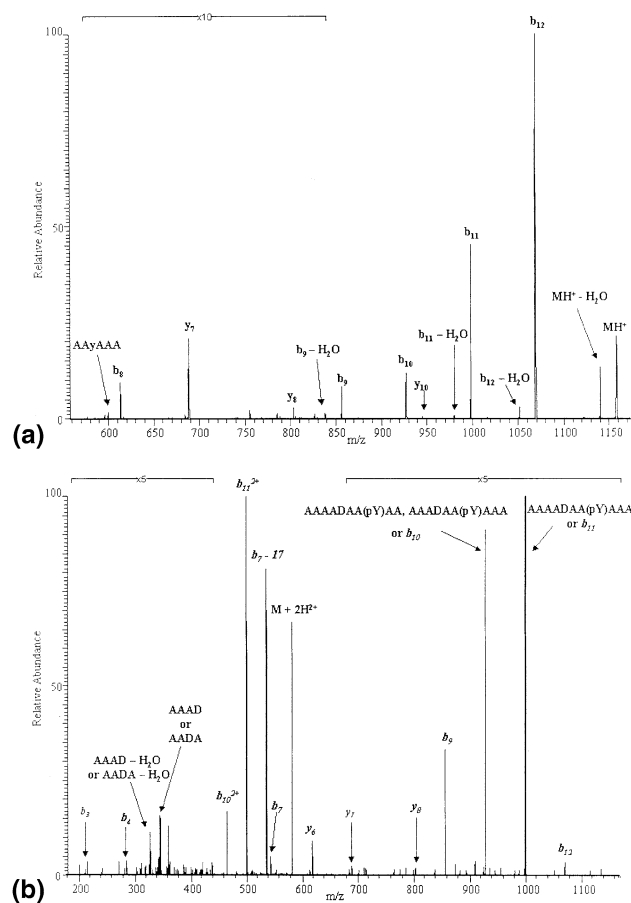 x10
b12
100
Relative Abundance
50
0
b11
MH+ - H2O
MH+
b11 – H2O
y7
AAyAAA
b8
b9 – H2O
b9
b10
y10
b12 – H2O
y8
600 650 700 750 800 850 900 950 1000 1050 1100 1150
m/z
(a)
x5
x5
b11 2+
100
AAAADAA(pY)AA, AAADAA(pY)AAA
or b10
AAAADAA(pY)AAA
or b11
b7 - 17
M + 2H2+
Relative Abundance
50
0
AAAD
or
AADA
AAAD – H2O
or AADA – H2O
b9
b3
b4
b10 2+
b7
y6
y7
y8
b12
200 300 400 500 600 700 800 900 1000 1100
m/z
(b)